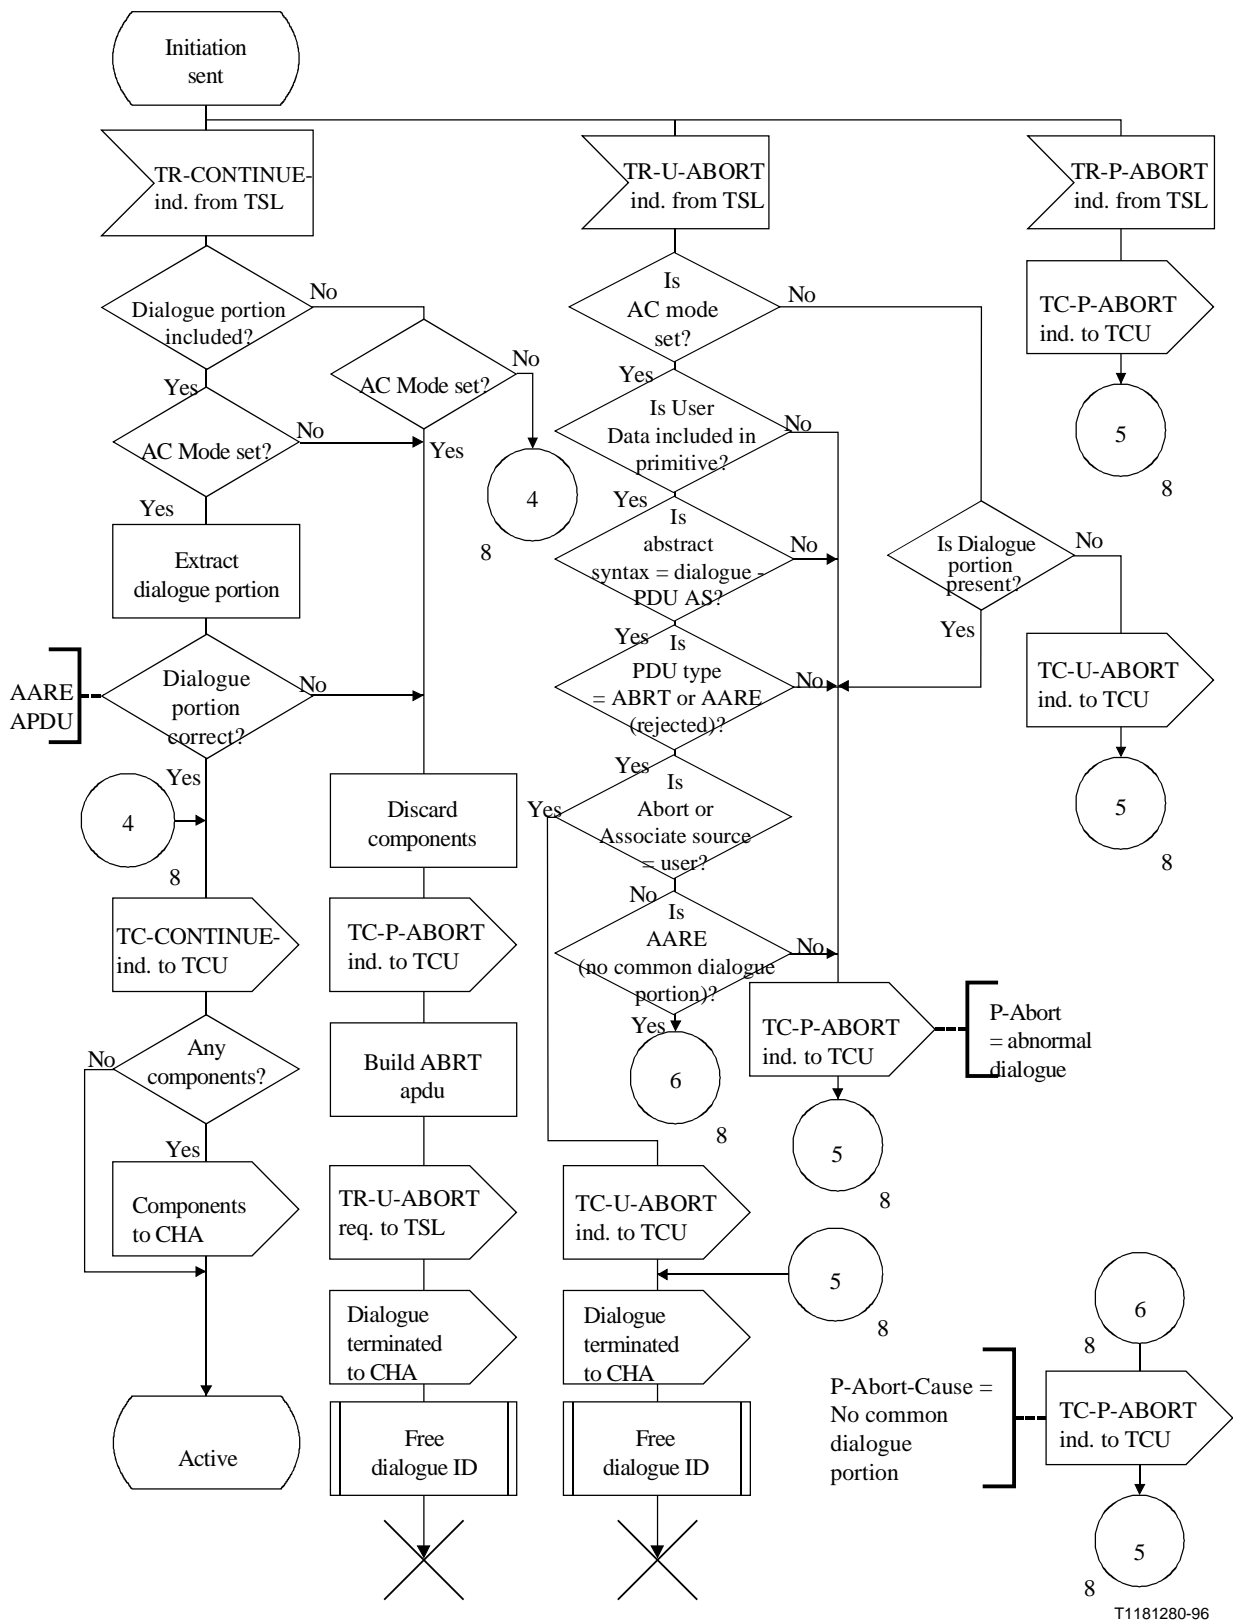 Initiation
sent
TR-CONTINUE-
ind. from TSL
TR-U-ABORT
ind. from TSL
TR-P-ABORT
ind. from TSL
Dialogue portion
included?
No
Yes
AC Mode set?
No
Yes
4
8
AC Mode set?
No
Yes
Extract
dialogue portion
AARE
APDU
Dialogue
portion
correct?
No
Yes
4
8
TC-CONTINUE-
ind. to TCU
Any
components?
No
Yes
Components
to CHA
Active
Discard
components
TC-P-ABORT
ind. to TCU
Build ABRT
apdu
TR-U-ABORT
req. to TSL
Dialogue
terminated
to CHA
Free
dialogue ID
Is
AC mode
set?
No
Yes
Is User
Data included in
primitive?
No
Yes
Is
abstract
syntax = dialogue -
PDU AS?
No
Yes
Is
PDU type
= ABRT or AARE
(rejected)?
No
Yes
Is
Abort or
Associate source
= user?
Yes
No
Is
AARE
(no common dialogue
portion)?
No
Yes
6
8
TC-P-ABORT
ind. to TCU
P-Abort
= abnormal
dialogue
5
8
TC-U-ABORT
ind. to TCU
5
8
Dialogue
terminated
to CHA
Free
dialogue ID
Is Dialogue
portion
present?
No
Yes
TC-U-ABORT
ind. to TCU
5
8
TC-P-ABORT
ind. to TCU
5
8
6
8
P-Abort-Cause =
No common
dialogue
portion
TC-P-ABORT
ind. to TCU
5
8
T1181280-96